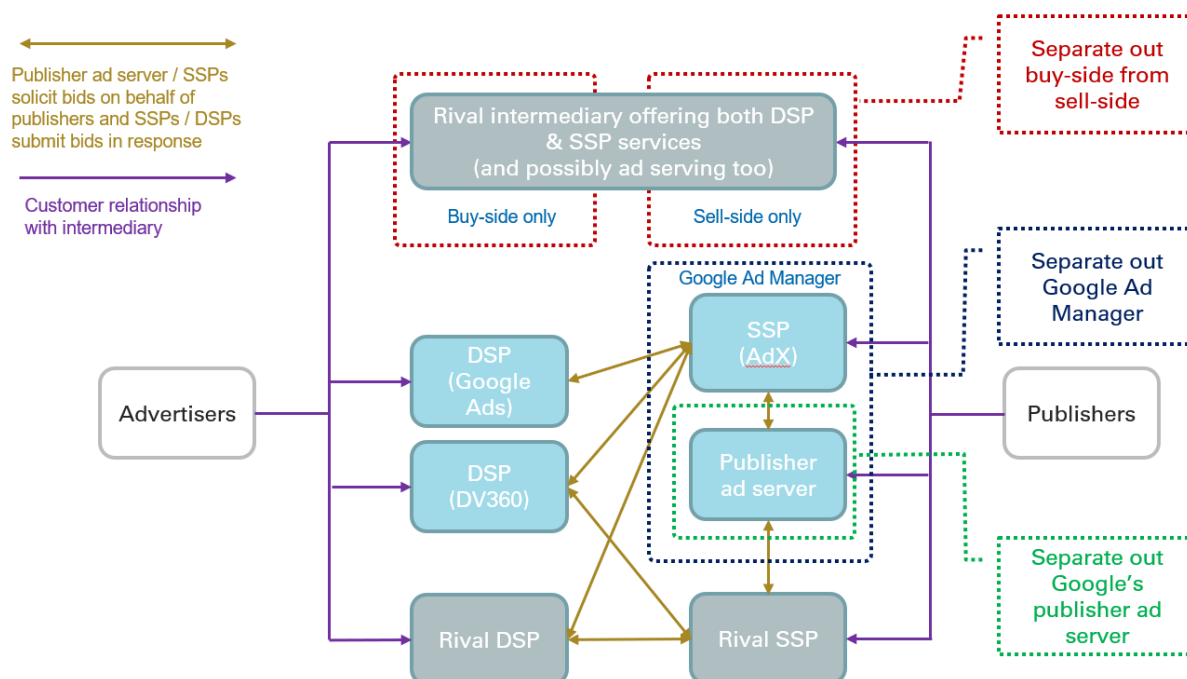 Publisher ad server / SSPs
solicit bids on behalf of
publishers and SSPs / DSPs
submit bids in response
Customer relationship
with intermediary
Rival intermediary offering both DSP
& SSP services
(and possibly ad serving too)
Buy-side only
Sell-side only
Separate out
buy-side from
sell-side
Google Ad Manager
Separate out
Google Ad
Manager
SSP
(AdX)
DSP
(Google
Ads)
Advertisers
Publishers
DSP
(DV360)
Publisher
ad server
Separate out
Google's
publisher ad
server
Rival DSP
Rival SSP